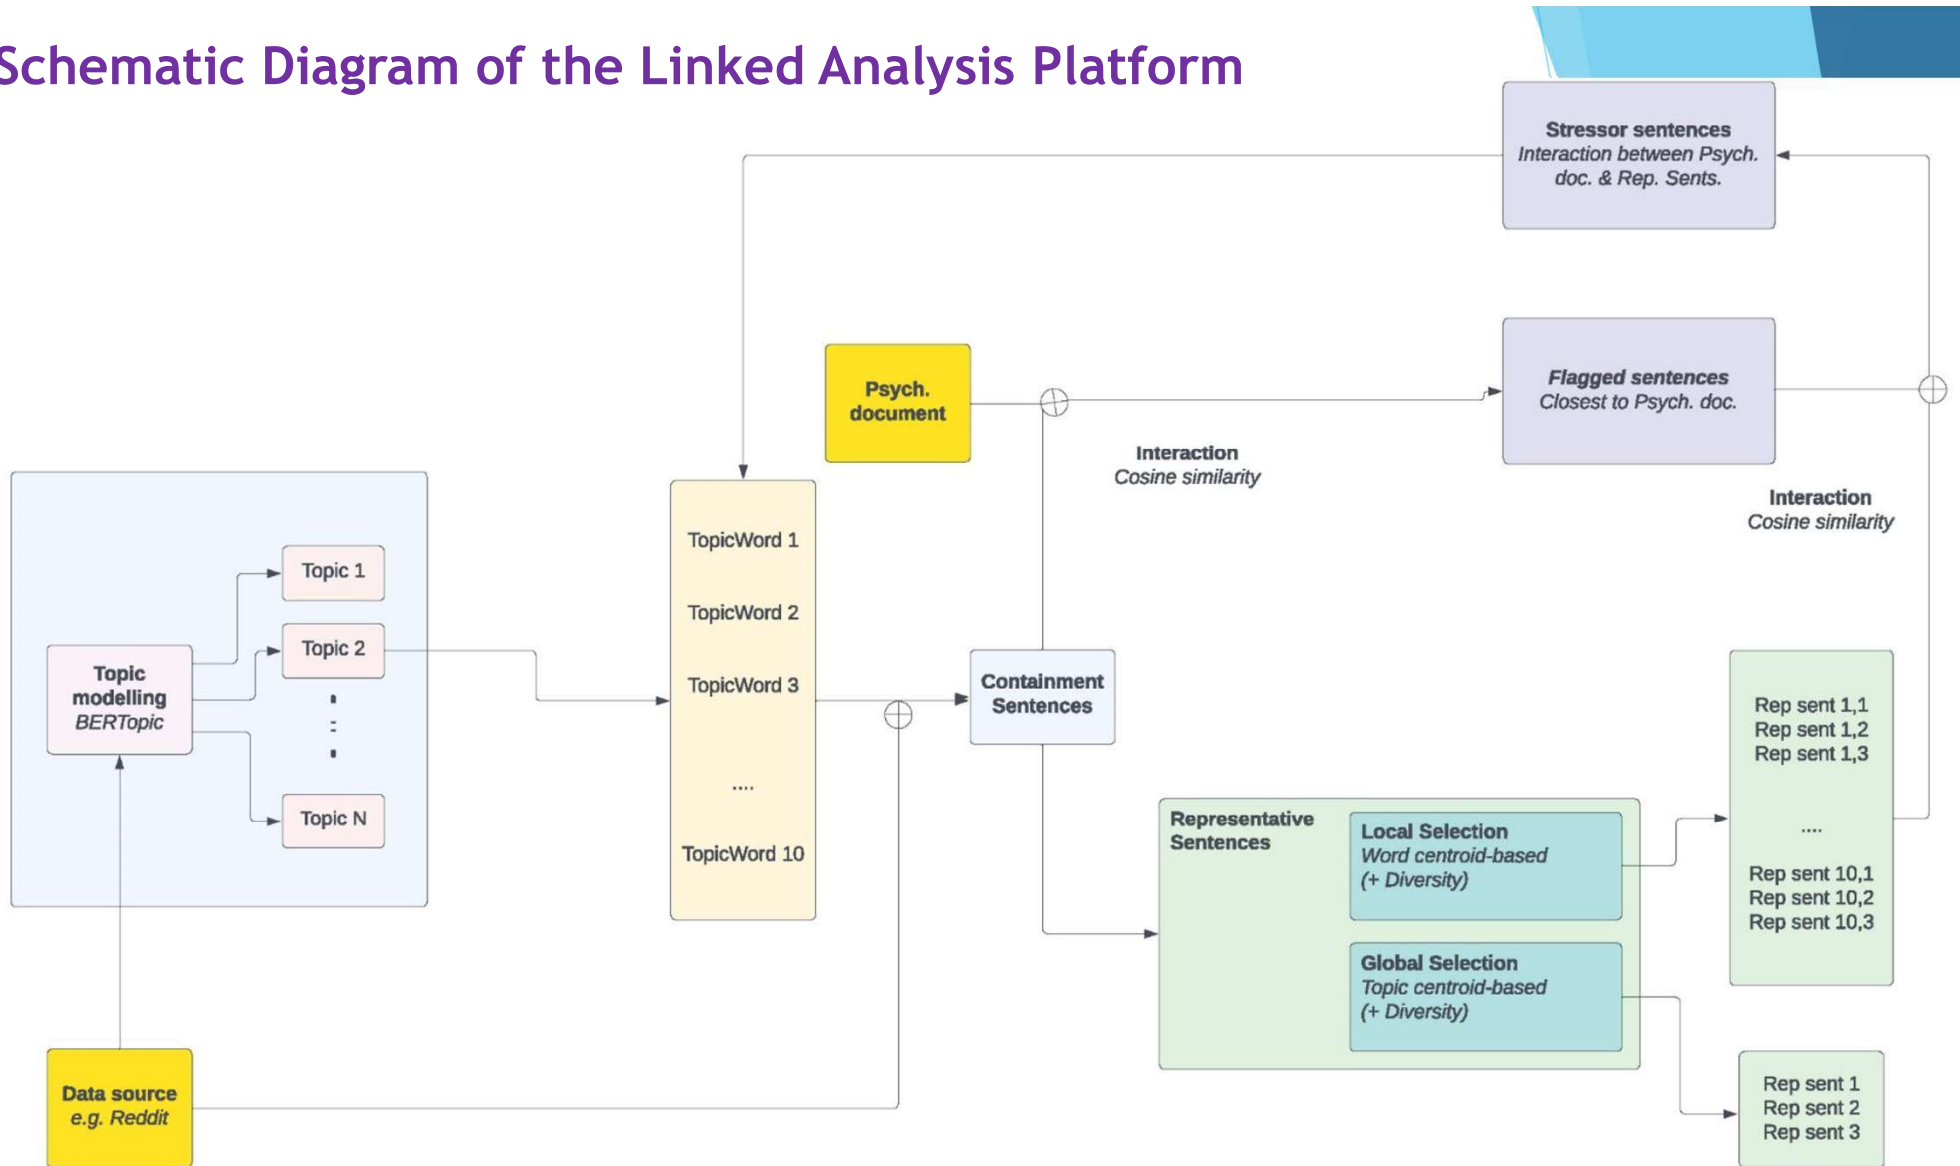 Schematic Diagram of the Linked Analysis Platform
Stressor sentences
Interaction between Psych.
doc. & Rep. Sents.
Psych.
document
Flagged sentences
Closest to Psych. doc.
Interaction
Cosine similarity
Interaction
Cosine similarity
Topic
modelling
BERTopic
Topic 1
Topic 2
Topic N
TopicWord 1
TopicWord 2
TopicWord 3
....
TopicWord 10
Containment
Sentences
Representative
Sentences
Local Selection
Word centroid-based
(+ Diversity)
Global Selection
Topic centroid-based
(+ Diversity)
Rep sent 1,1
Rep sent 1,2
Rep sent 1,3
....
Rep sent 10,1
Rep sent 10,2
Rep sent 10,3
Rep sent 1
Rep sent 2
Rep sent 3
Data source
e.g. Reddit